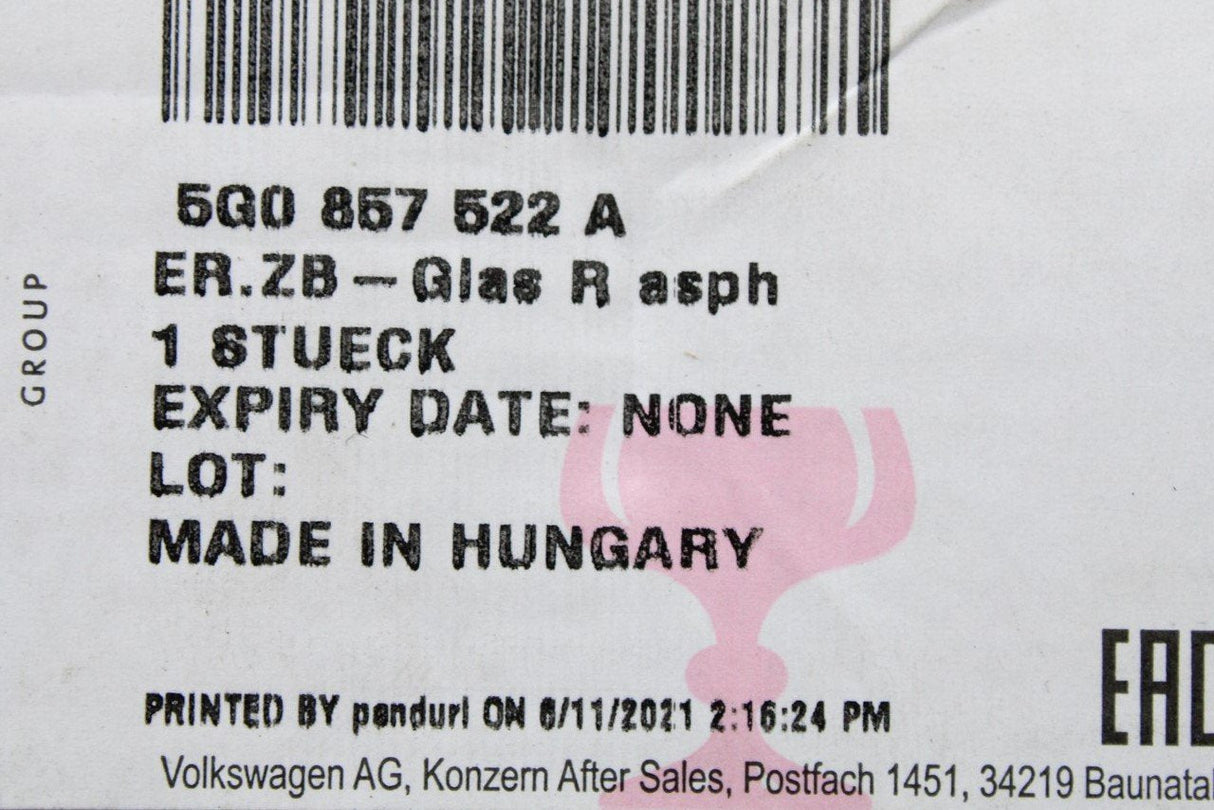 5G0 857 522 A
ER.ZB – Glas R asph
1 STUECK
EXPIRY DATE: NONE
LOT:
MADE IN HUNGARY
GROUP
PRINTED BY pandurl ON 6/11/2021 2:16:24 PM
EAC
Volkswagen AG, Konzern After Sales, Postfach 1451, 34219 Baunatal